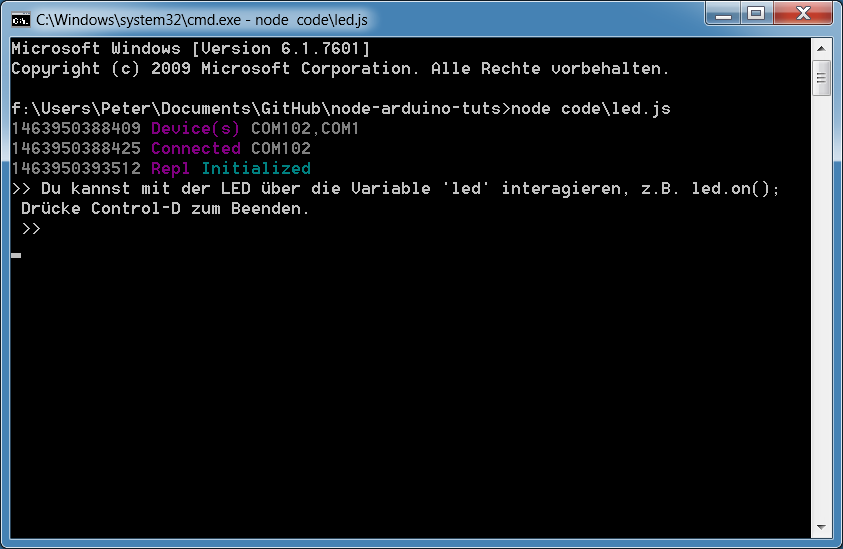 C:\Windows\system32\cmd.exe - node  code\led.js
Microsoft Windows [Version 6.1.7601]
Copyright (c) 2009 Microsoft Corporation. Alle Rechte vorbehalten.
f:\Users\Peter\Documents\GitHub\node-arduino-tuts>node code\led.js
1463950388409 Device(s) COM102,COM1
1463950388425 Connected COM102
1463950393512 Repl Initialized
>> Du kannst mit der LED über die Variable 'led' interagieren, z.B. led.on();
Drücke Control-D zum Beenden.
>>